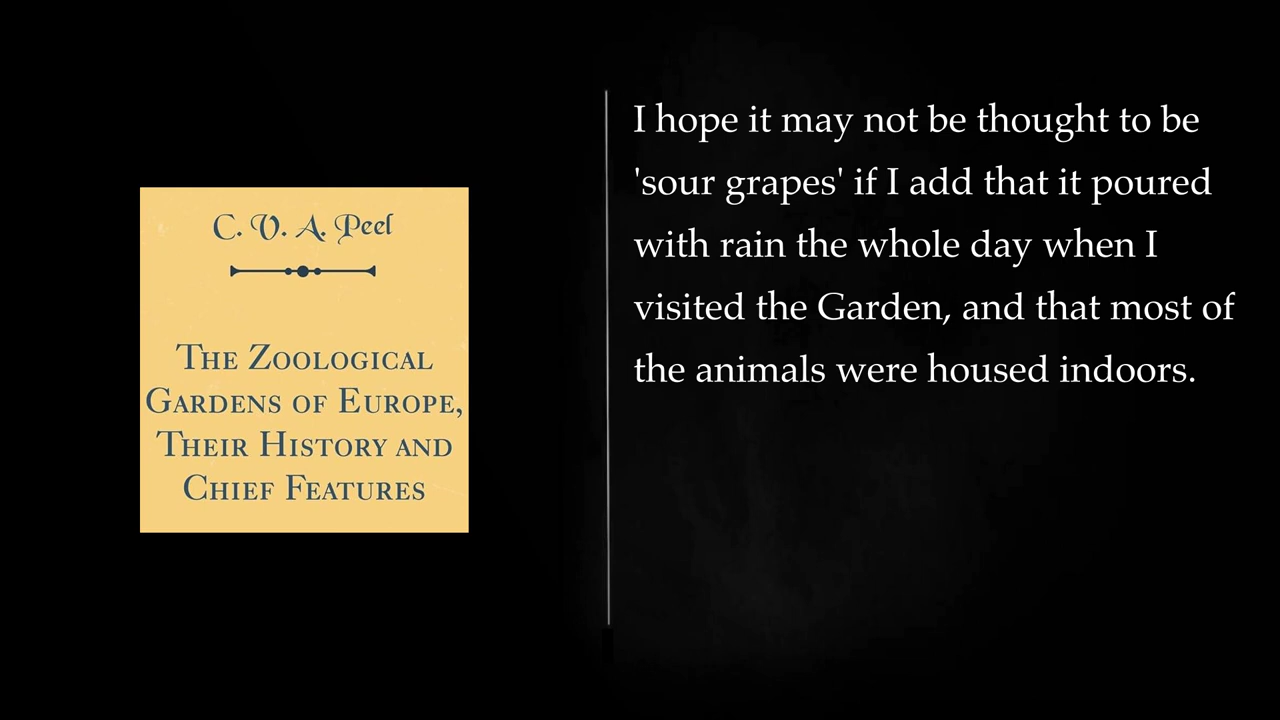 C. V. A. Peel
The Zoological
Gardens of Europe,
Their History and
Chief Features
I hope it may not be thought to be
'sour grapes' if I add that it poured
with rain the whole day when I
visited the Garden, and that most of
the animals were housed indoors.